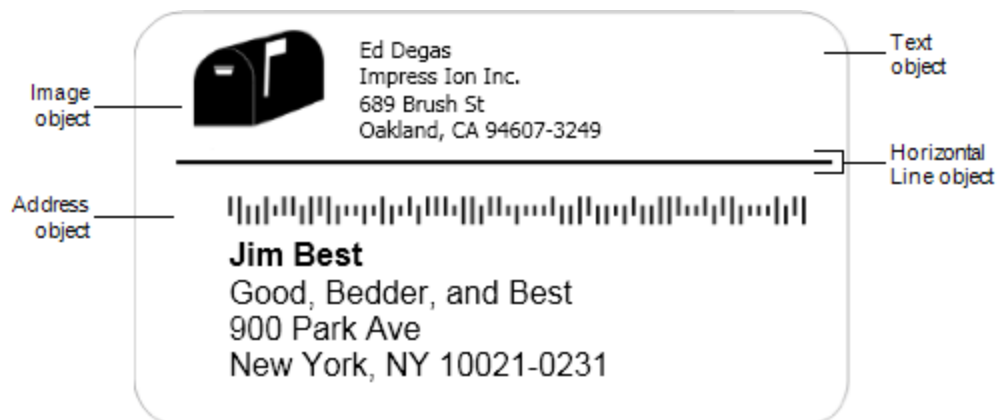 Ed Degas
Impress Ion Inc.
689 Brush St
Oakland, CA 94607-3249
Text
object
Image
object
Horizontal
Line object
Address
object
Jim Best
Good, Bedder, and Best
900 Park Ave
New York, NY 10021-0231